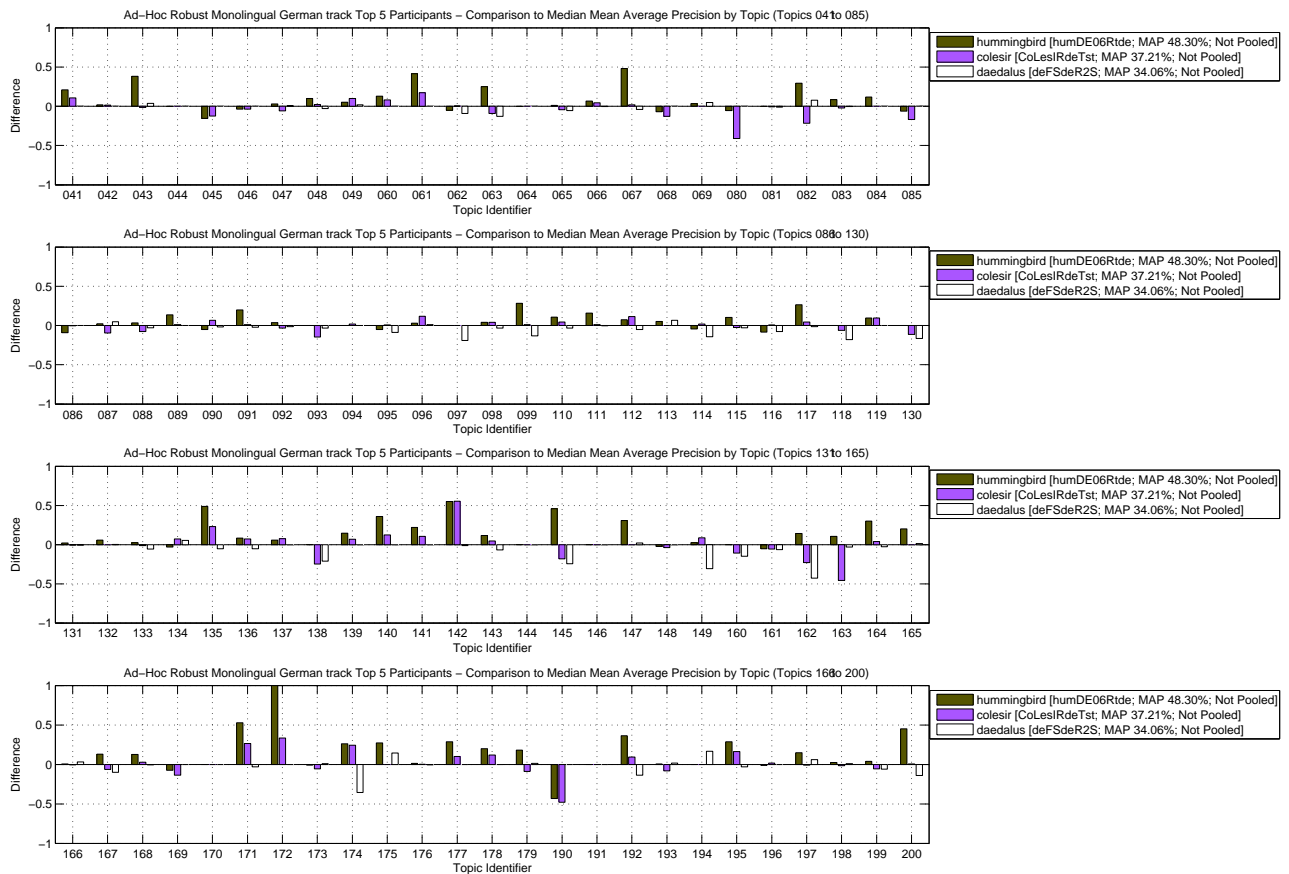 Ad-Hoc Robust Monolingual German track Top 5 Participants – Comparison to Median Mean Average Precision by Topic (Topics 041 to 085)
1
0.5
0
−0.5
−1
Difference
041 042 043 044 045 046 047 048 049 060 061 062 063 064 065 066 067 068 069 080 081 082 083 084 085
Topic Identifier
hummingbird [humDE06Rtde; MAP 48.30%; Not Pooled]
colesir [CoLesIRdeTst; MAP 37.21%; Not Pooled]
daedalus [deFSdeR2S; MAP 34.06%; Not Pooled]
Ad-Hoc Robust Monolingual German track Top 5 Participants – Comparison to Median Mean Average Precision by Topic (Topics 086 to 130)
1
0.5
0
−0.5
−1
Difference
086 087 088 089 090 091 092 093 094 095 096 097 098 099 110 111 112 113 114 115 116 117 118 119 130
Topic Identifier
hummingbird [humDE06Rtde; MAP 48.30%; Not Pooled]
colesir [CoLesIRdeTst; MAP 37.21%; Not Pooled]
daedalus [deFSdeR2S; MAP 34.06%; Not Pooled]
Ad-Hoc Robust Monolingual German track Top 5 Participants – Comparison to Median Mean Average Precision by Topic (Topics 131 to 165)
1
0.5
0
−0.5
−1
Difference
131 132 133 134 135 136 137 138 139 140 141 142 143 144 145 146 147 148 149 160 161 162 163 164 165
Topic Identifier
hummingbird [humDE06Rtde; MAP 48.30%; Not Pooled]
colesir [CoLesIRdeTst; MAP 37.21%; Not Pooled]
daedalus [deFSdeR2S; MAP 34.06%; Not Pooled]
Ad-Hoc Robust Monolingual German track Top 5 Participants – Comparison to Median Mean Average Precision by Topic (Topics 166 to 200)
1
0.5
0
−0.5
−1
Difference
166 167 168 169 170 171 172 173 174 175 176 177 178 179 190 191 192 193 194 195 196 197 198 199 200
Topic Identifier
hummingbird [humDE06Rtde; MAP 48.30%; Not Pooled]
colesir [CoLesIRdeTst; MAP 37.21%; Not Pooled]
daedalus [deFSdeR2S; MAP 34.06%; Not Pooled]